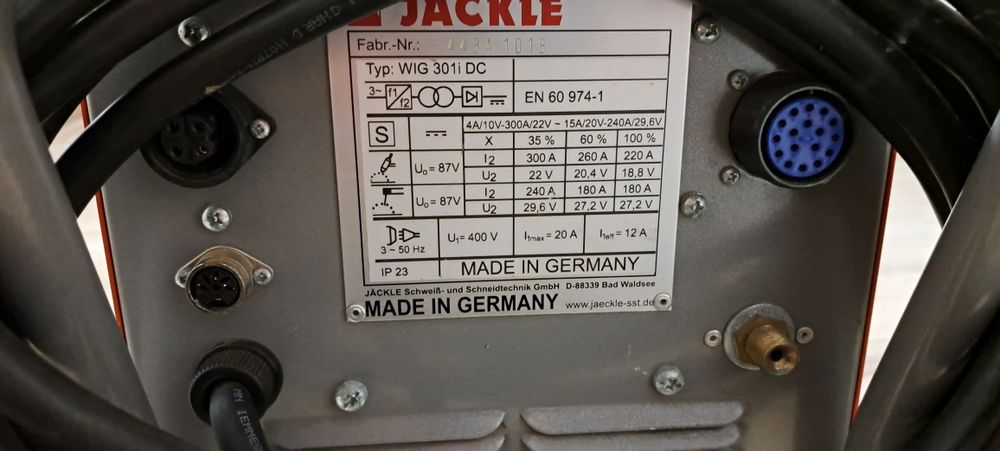 JÄCKLE
Fabr.-Nr.:
Typ: WIG 301i DC
3~ f1 f2 EN 60 974-1
S 4A/10V-300A/22V ~ 15A/20V-240A/29,6V
X 35 % 60 % 100 %
U₀ = 87V I2 300 A 260 A 220 A
U2 22 V 20,4 V 18,8 V
U₀ = 87V I2 240 A 180 A 180 A
U2 29,6 V 27,2 V 27,2 V
3 ~ 50 Hz U₁ = 400 V I1max = 20 A I1eff = 12 A
IP 23 MADE IN GERMANY
JÄCKLE Schweiß- und Schneidtechnik GmbH D-88339 Bad Waldsee
MADE IN GERMANY www.jaeckle-sst.de